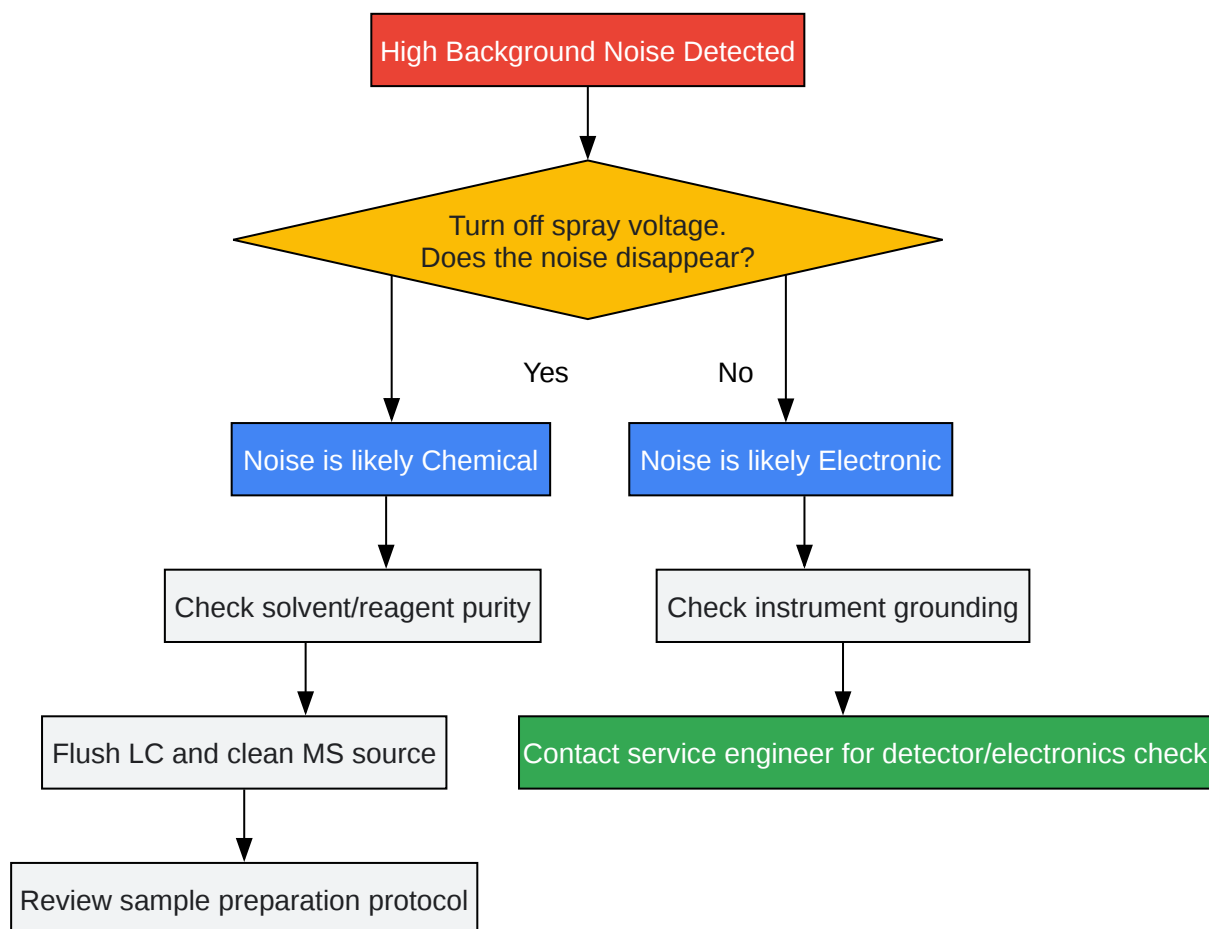 High Background Noise Detected
Turn off spray voltage.
Does the noise disappear?
Yes
No
Noise is likely Chemical
Noise is likely Electronic
Check solvent/reagent purity
Check instrument grounding
Flush LC and clean MS source
Contact service engineer for detector/electronics check
Review sample preparation protocol